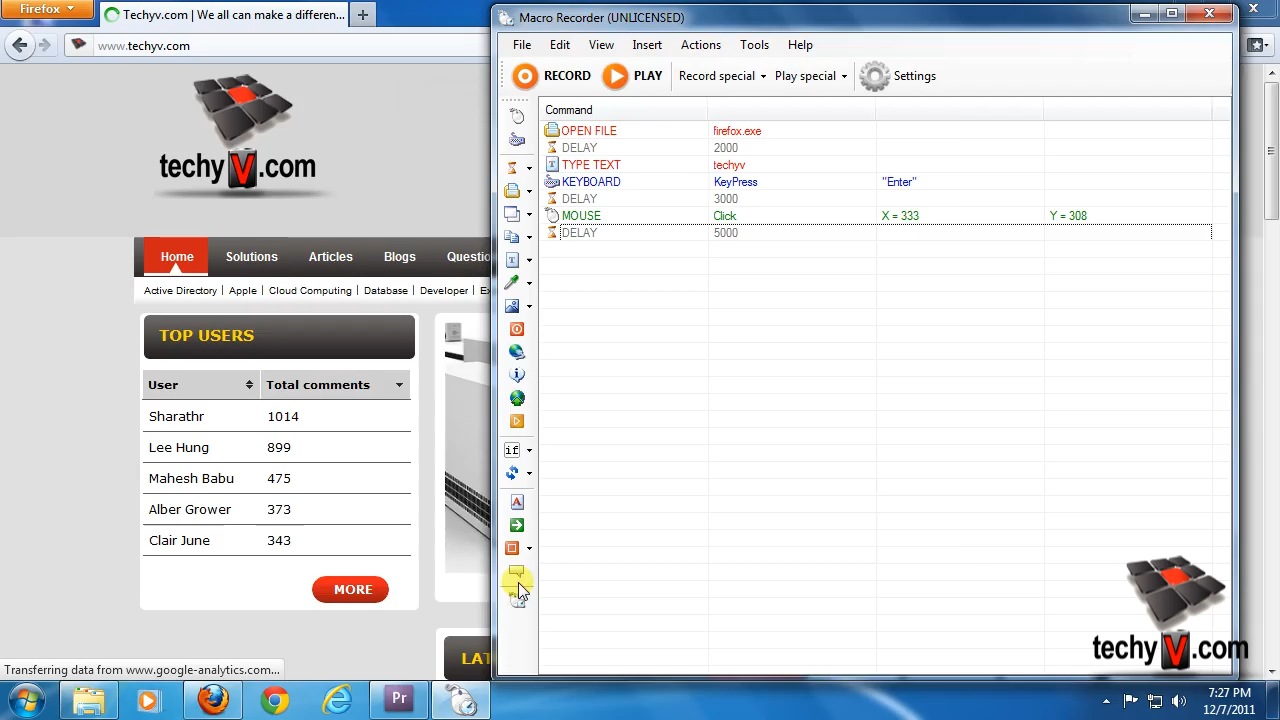 Firefox
Techyv.com | We all can make a differen...
Macro Recorder (UNLICENSED)
www.techyv.com
File Edit View Insert Actions Tools Help
RECORD PLAY Record special Play special Settings
techyV.com
Home Solutions Articles Blogs Questio
Active Directory | Apple | Cloud Computing | Database | Developer | E
TOP USERS
User Total comments
Sharathr 1014
Lee Hung 899
Mahesh Babu 475
Alber Grower 373
Clair June 343
MORE
LAT
Transferring data from www.google-analytics.com...
Command
OPEN FILE firefox.exe
DELAY 2000
T TYPE TEXT techyv
KEYBOARD KeyPress "Enter"
DELAY 3000
MOUSE Click X = 333 Y = 308
DELAY 5000
T
if
A
techyV.com
Pr
7:27 PM
12/7/2011